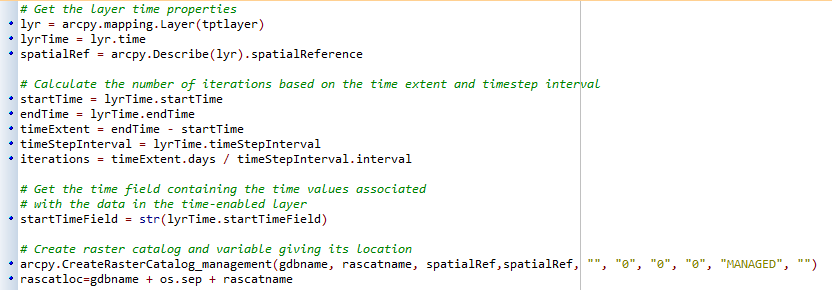 # Get the layer time properties
lyr = arcpy.mapping.Layer(tptlayer)
lyrTime = lyr.time
spatialRef = arcpy.Describe(lyr).spatialReference
# Calculate the number of iterations based on the time extent and timestep interval
startTime = lyrTime.startTime
endTime = lyrTime.endTime
timeExtent = endTime - startTime
timeStepInterval = lyrTime.timeStepInterval
iterations = timeExtent.days / timeStepInterval.interval
# Get the time field containing the time values associated
# with the data in the time-enabled layer
startTimeField = str(lyrTime.startTimeField)
# Create raster catalog and variable giving its location
arcpy.CreateRasterCatalog_management(gdbname, rascatname, spatialRef,spatialRef, "", "0", "0", "0", "MANAGED", "")
rascatloc=gdbname + os.sep + rascatname